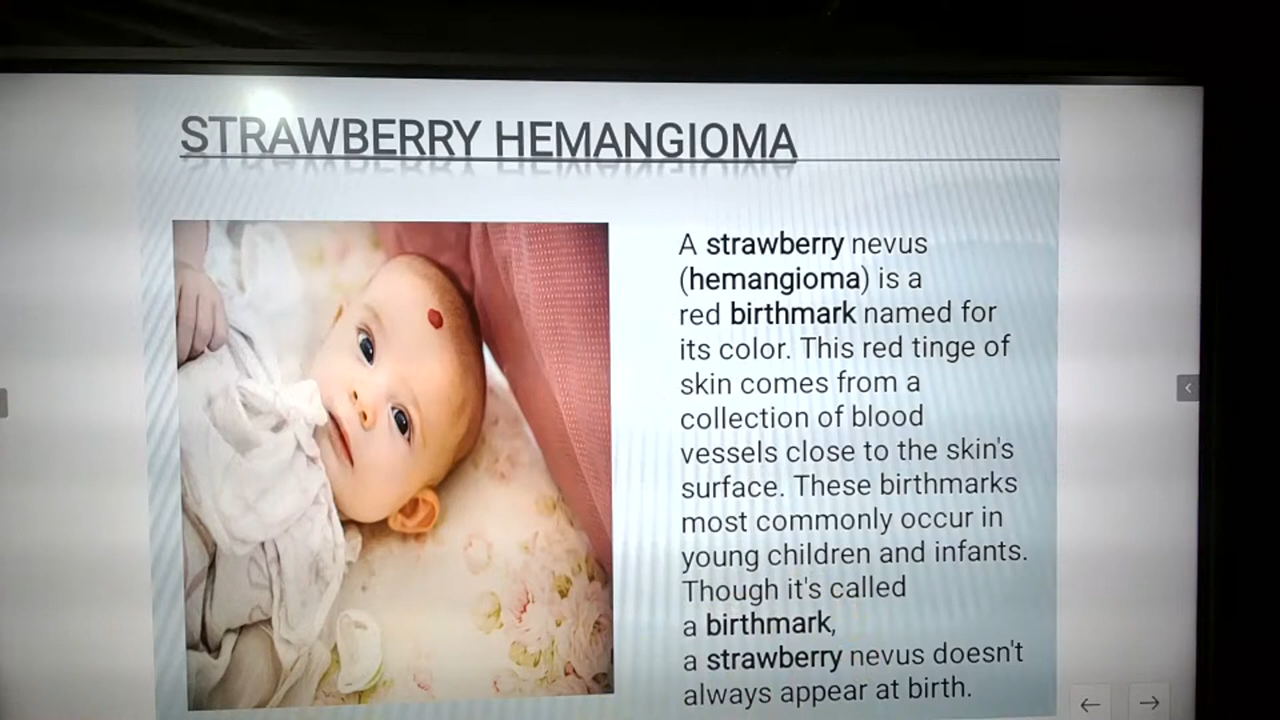 STRAWBERRY HEMANGIOMA
A strawberry nevus
(hemangioma) is a
red birthmark named for
its color. This red tinge of
skin comes from a
collection of blood
vessels close to the skin's
surface. These birthmarks
most commonly occur in
young children and infants.
Though it's called
a birthmark,
a strawberry nevus doesn't
always appear at birth.